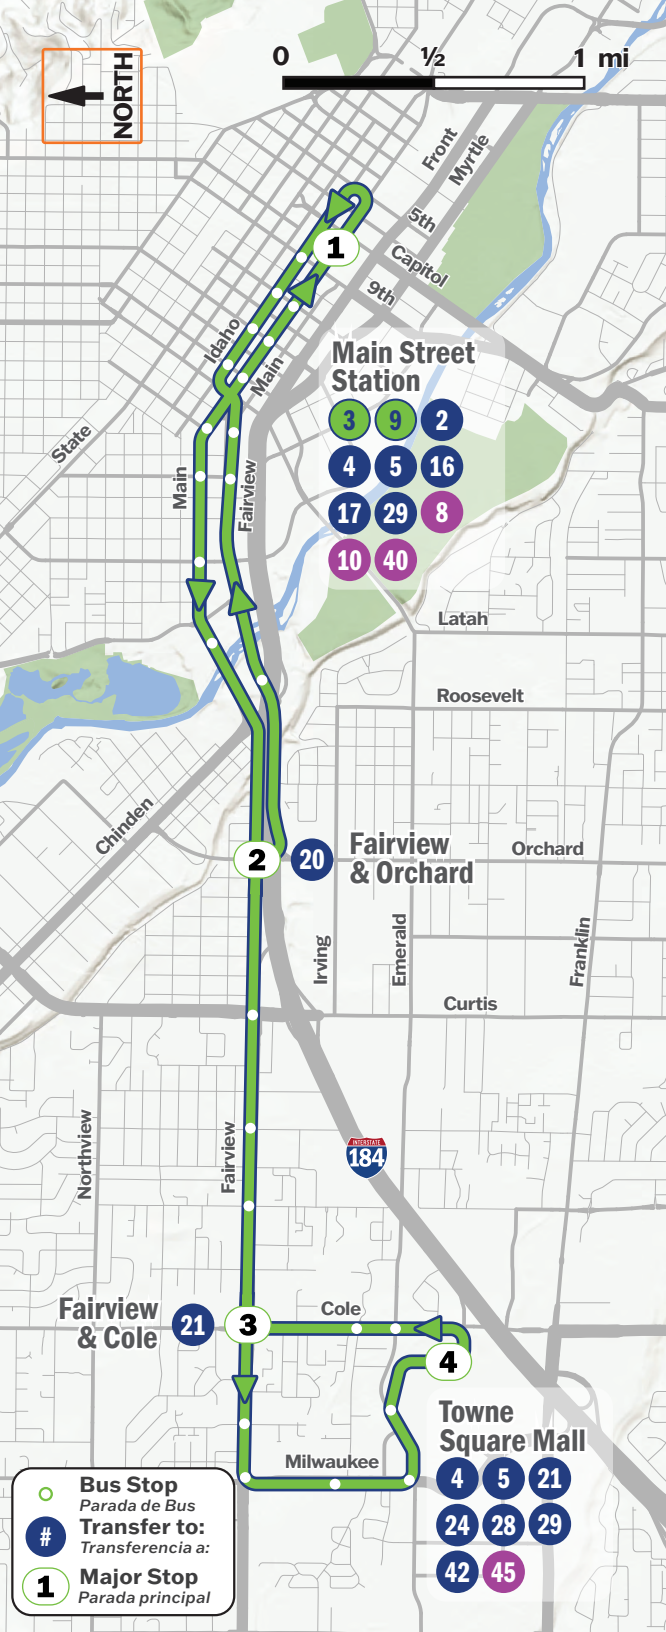 NORTH
0 ½ 1 mi
Front
Myrtle
5th
Capitol
9th
1
Idaho
Main
Main Street
Station
3 9 2
4 5 16
17 29 8
10 40
State
Main
Fairview
Latah
Roosevelt
Chinden
2
20
Fairview
& Orchard
Orchard
Irving
Emerald
Franklin
Curtis
Northview
Fairview
INTERSTATE
184
Fairview
& Cole
21
3
Cole
4
Towne
Square Mall
4 5 21
24 28 29
42 45
Milwaukee
Bus Stop
Parada de Bus
# Transfer to:
Transferencia a:
1 Major Stop
Parada principal